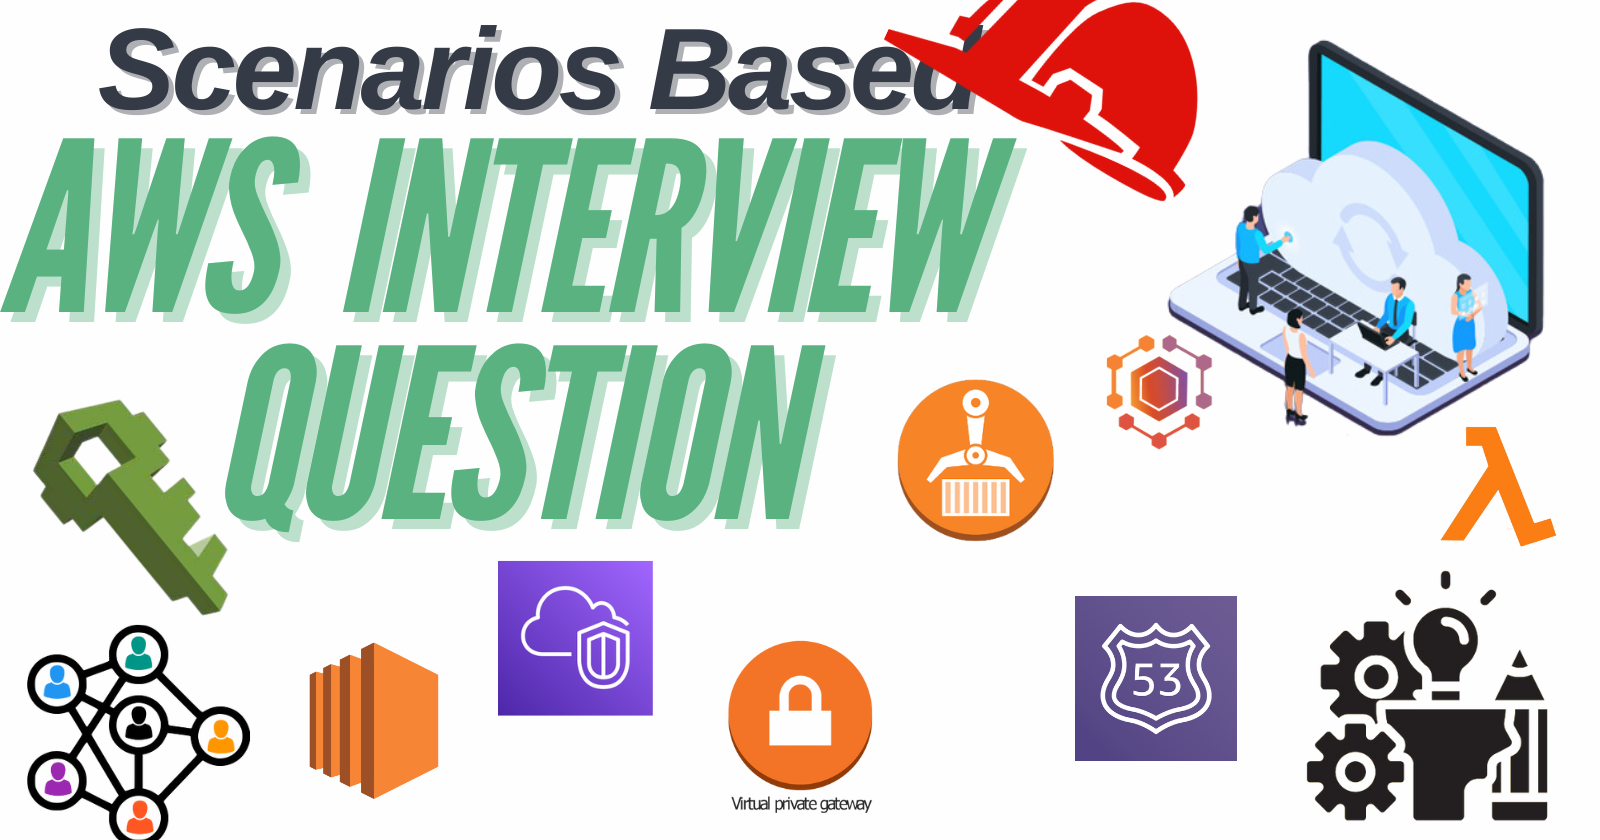 Scenarios Based
AWS INTERVIEW
QUESTION
53
Virtual private gateway